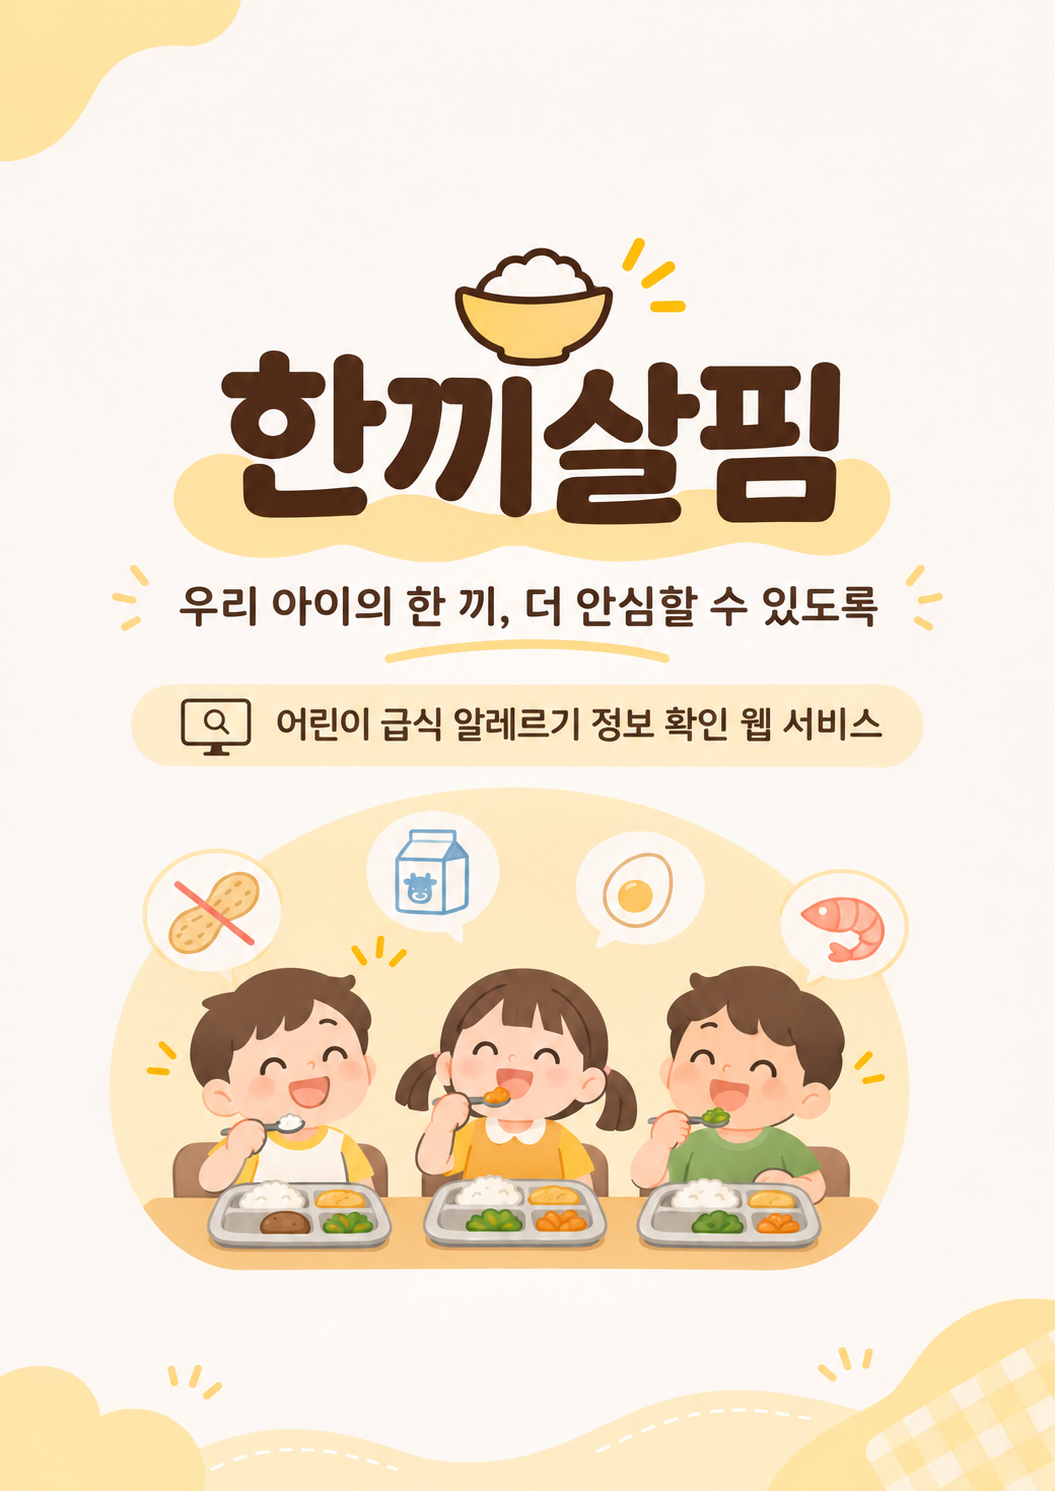 한끼살핌
우리 아이의 한 끼, 더 안심할 수 있도록
어린이 급식 알레르기 정보 확인 웹 서비스